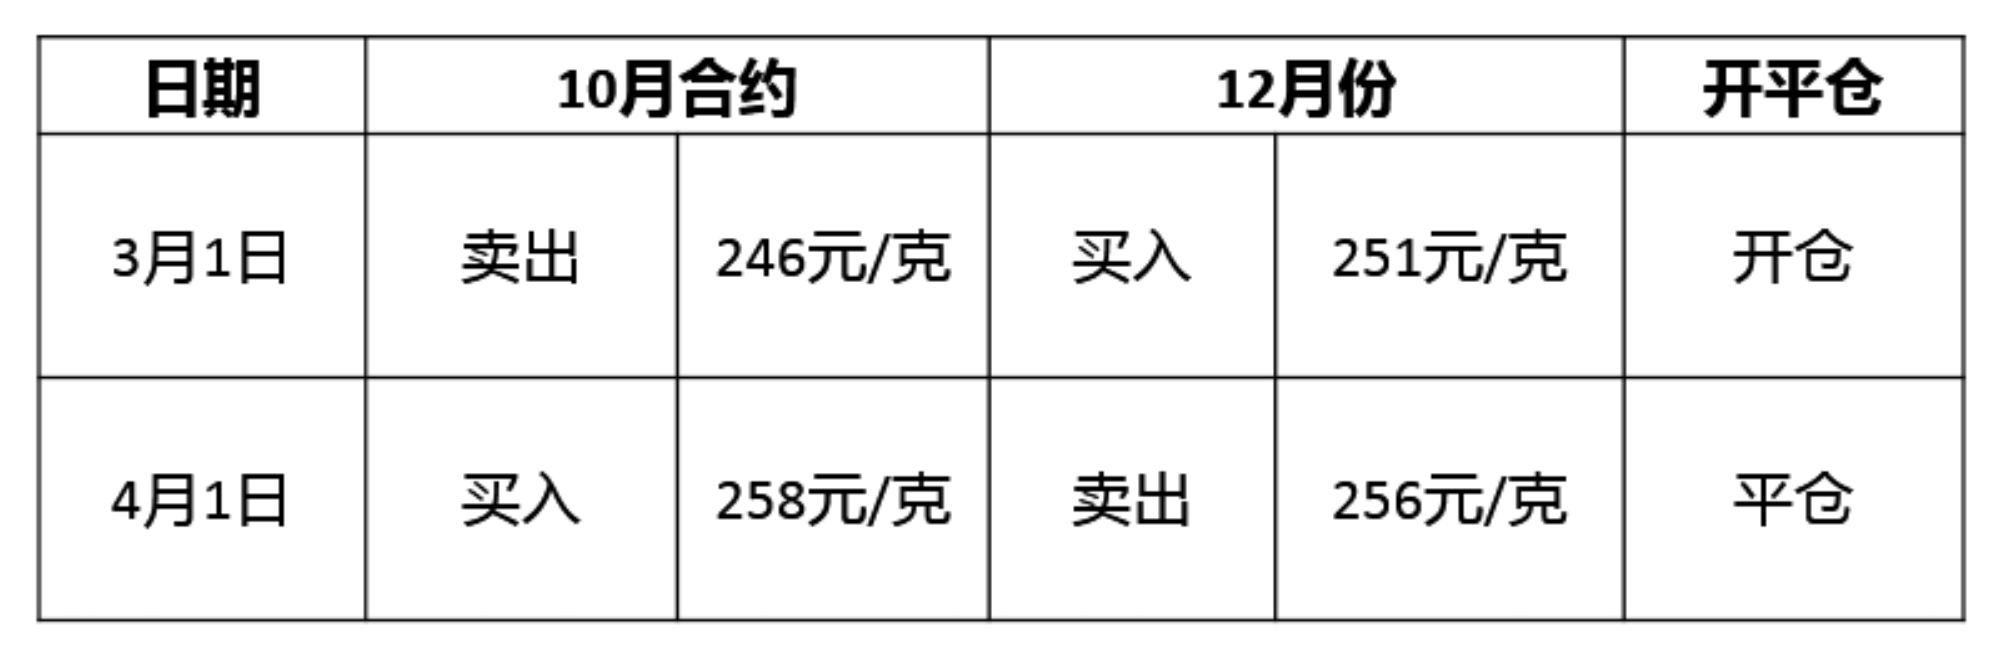 日期 10月合约 12月份 开平仓
3月1日 卖出 246元/克 买入 251元/克 开仓
4月1日 买入 258元/克 卖出 256元/克 平仓